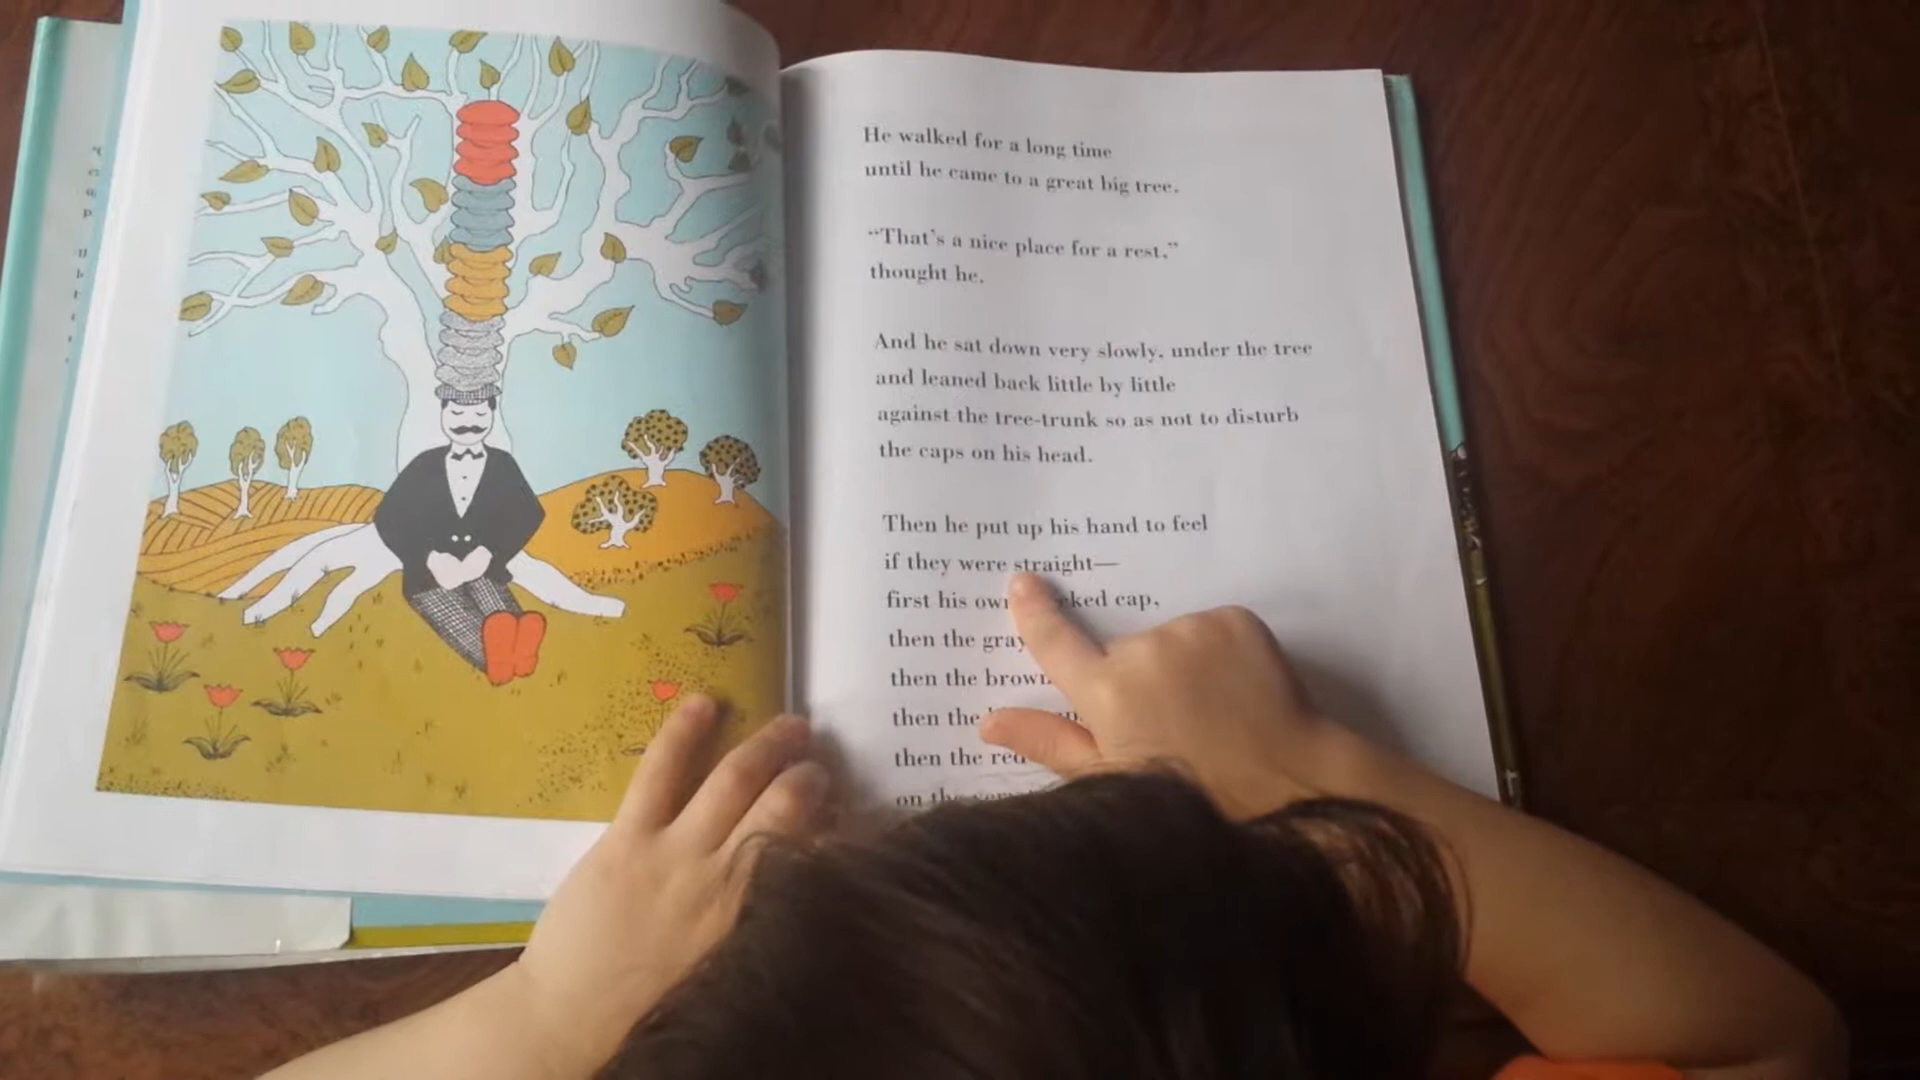 He walked for a long time
until he came to a great big tree.
“That’s a nice place for a rest,”
thought he.
And he sat down very slowly, under the tree
and leaned back little by little
against the tree-trunk so as not to disturb
the caps on his head.
Then he put up his hand to feel
if they were straight—
first his cap,
then the gray
then the brown
then the
then the red
on the